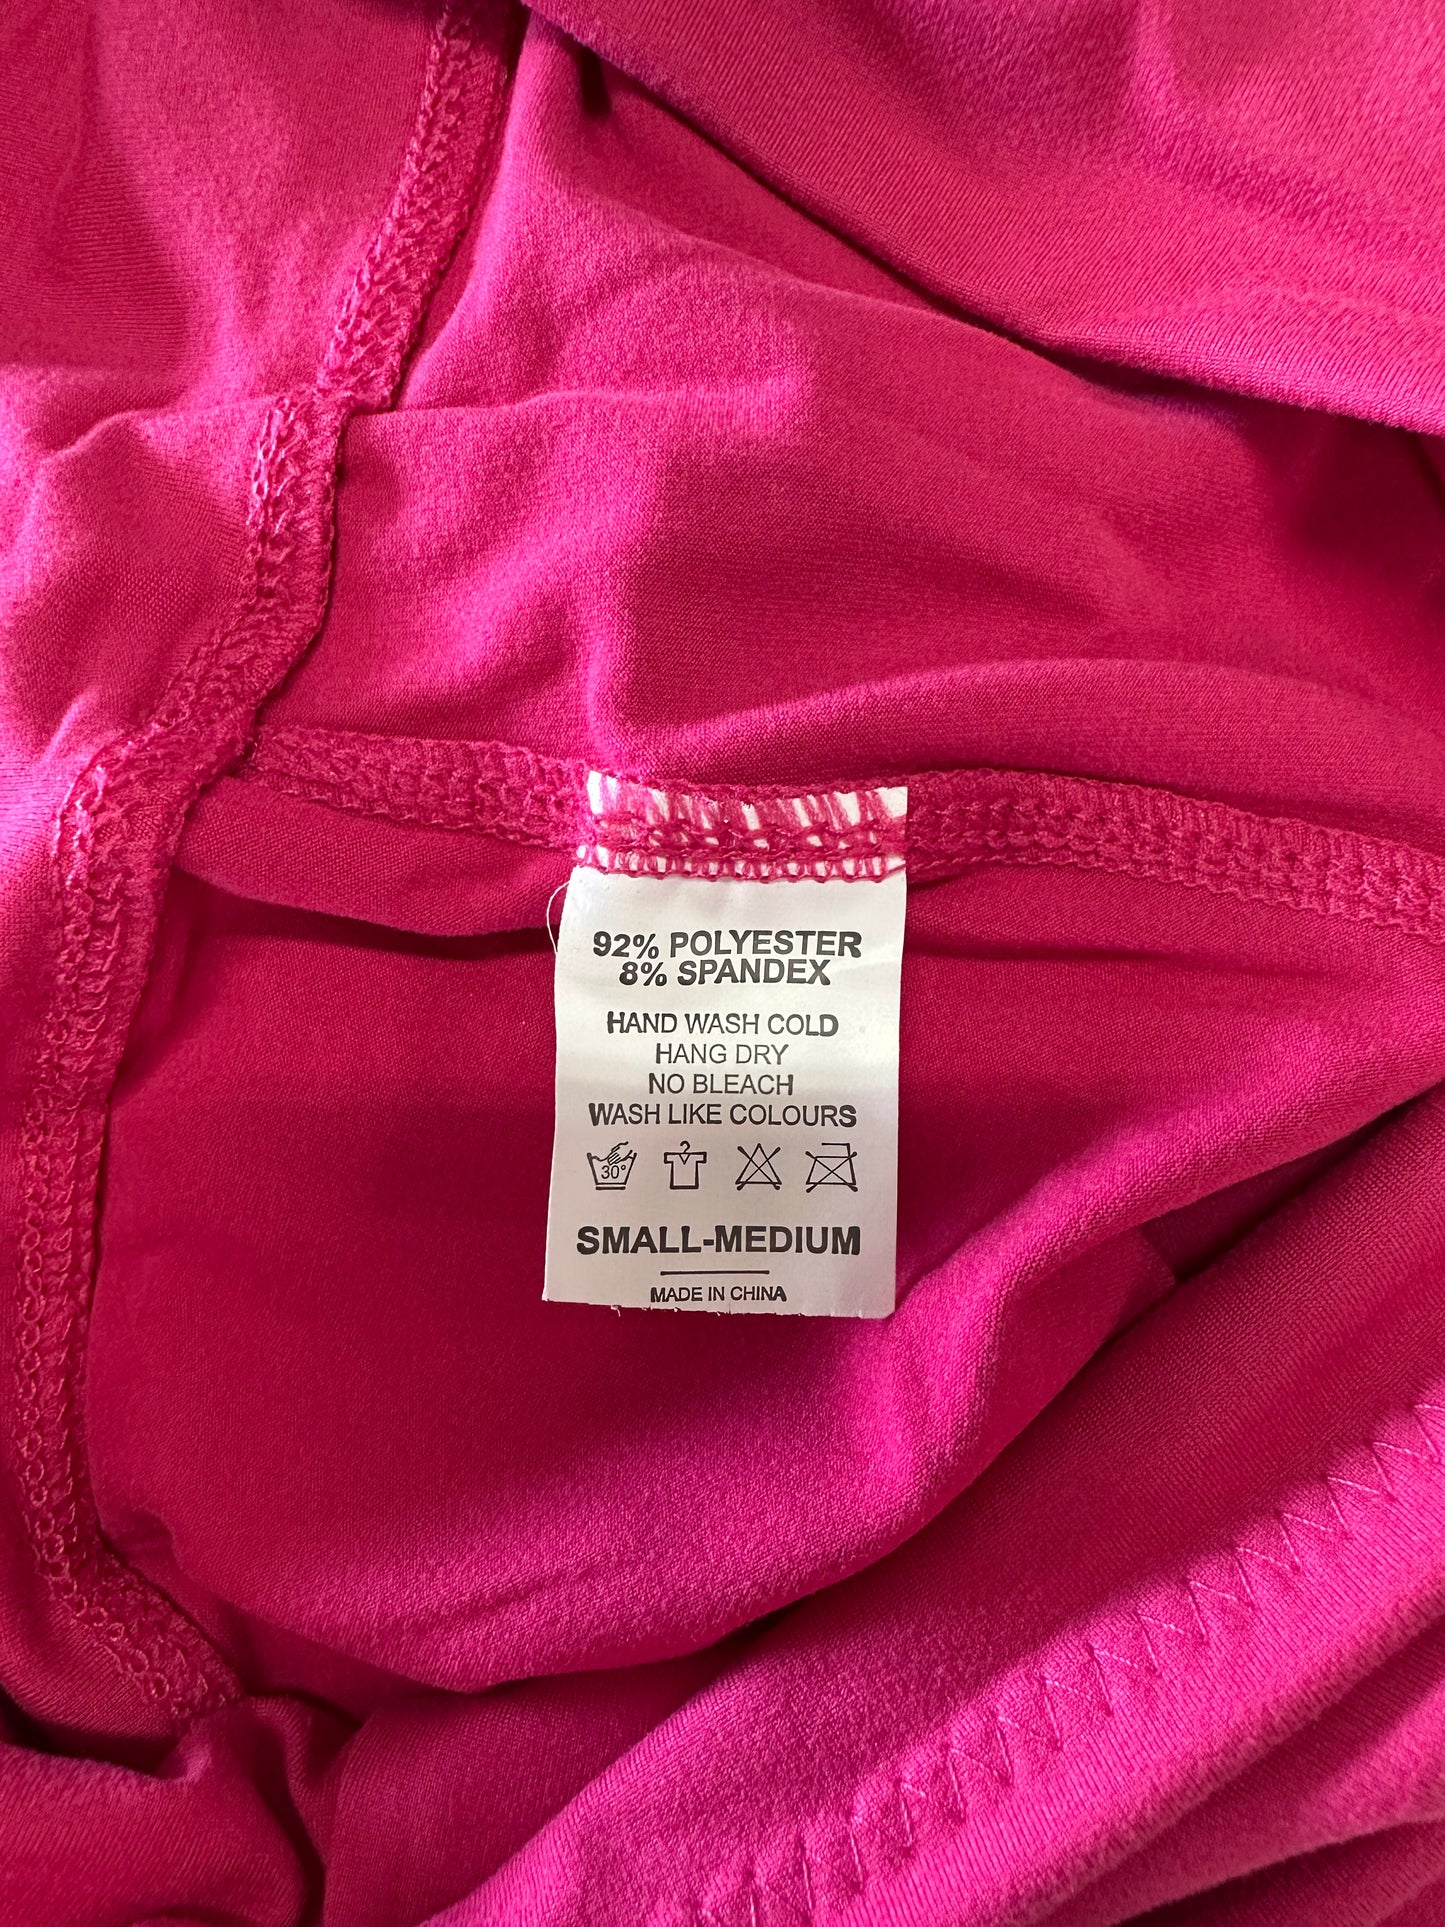 92% POLYESTER
8% SPANDEX
HAND WASH COLD
HANG DRY
NO BLEACH
WASH LIKE COLOURS
30°
SMALL-MEDIUM
MADE IN CHINA